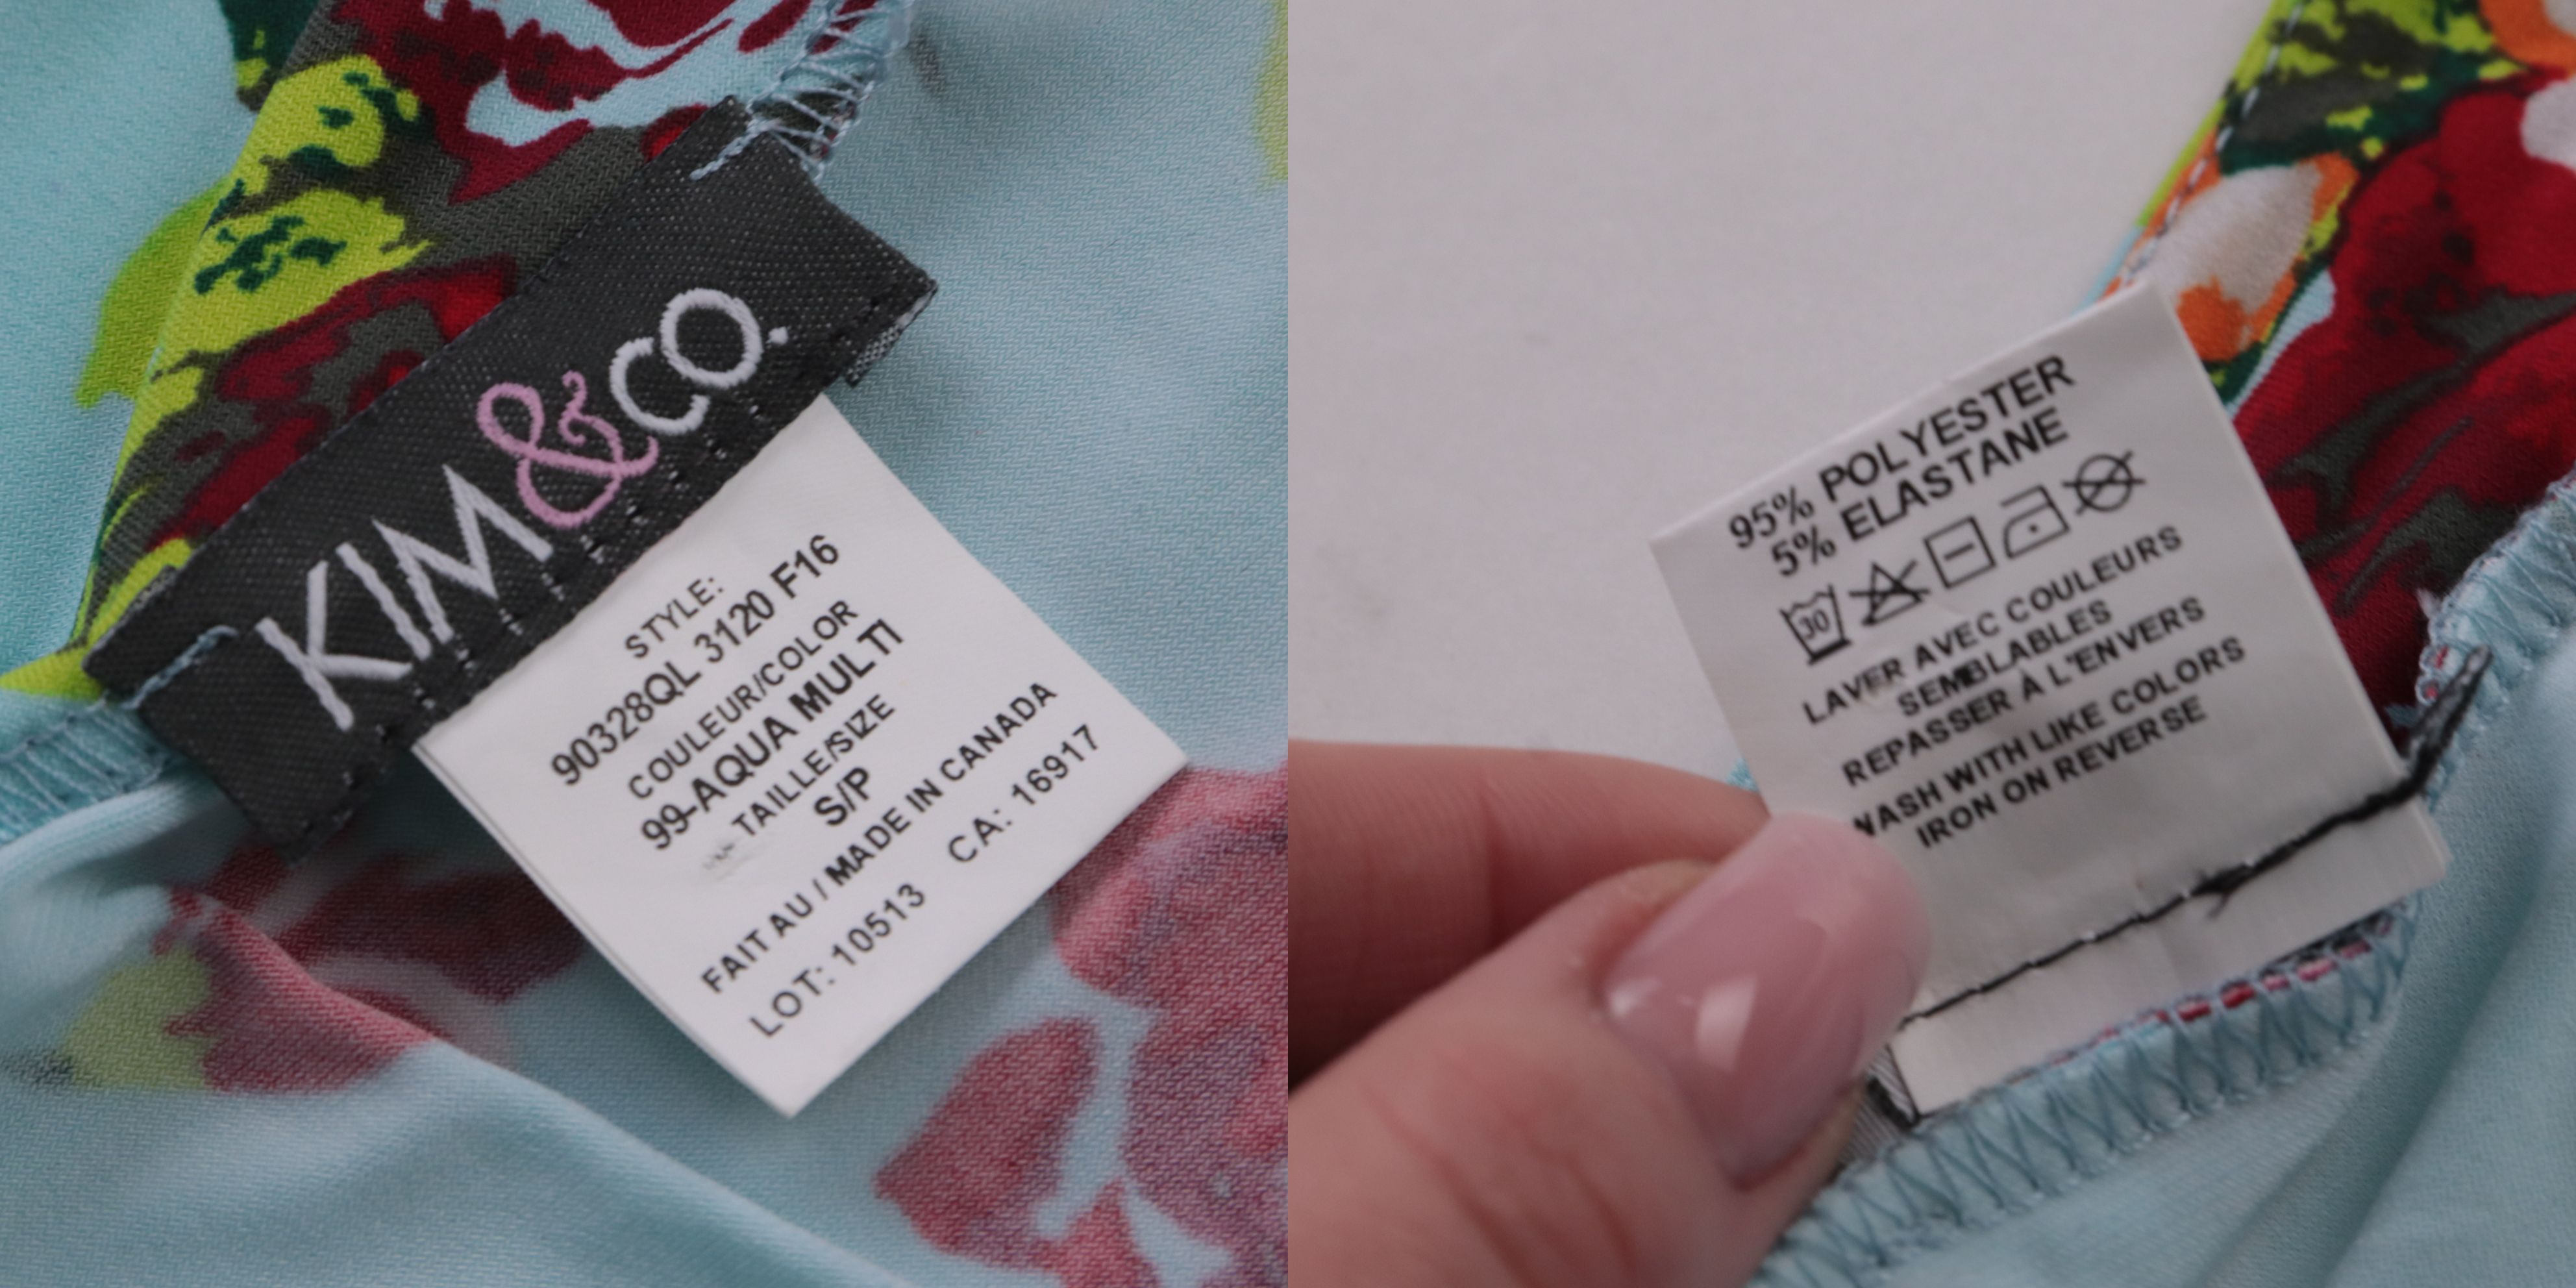 KIM&CO.
STYLE:
90328QL 3120 F16
COULEUR/COLOR
99-AQUA MULTI
TAILLE/SIZE
S/P
FAIT AU / MADE IN CANADA
LOT: 10513 CA: 16917
95% POLYESTER
5% ELASTANE
30
LAVER AVEC COULEURS
SEMBLABLES
REPASSER À L'ENVERS
WASH WITH LIKE COLORS
IRON ON REVERSE